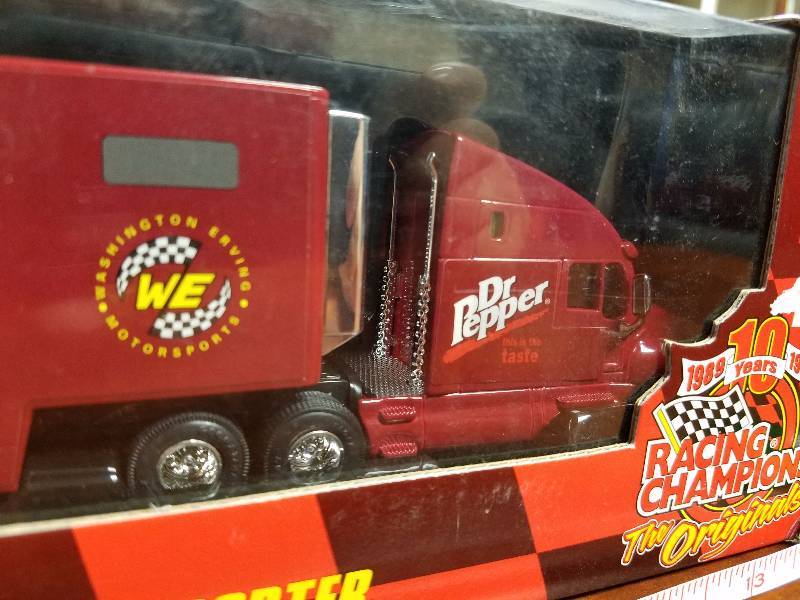 WASHINGTON ERVING
WE
MOTORSPORTS
Dr
Pepper
this is the
taste
1989 10 Years
RACING
CHAMPION
The Originals
13